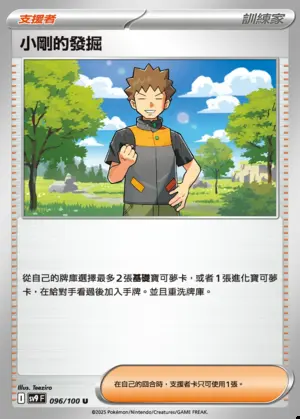 支援者
訓練家
小剛的發掘
從自己的牌庫選擇最多2張基礎寶可夢卡，或者1張進化寶可夢
卡，在給對手看過後加入手牌。並且重洗牌庫。
Illus. Teeziro
I sv9 F 096/100 U
在自己的回合時，支援者卡只可使用1張。
©2025 Pokémon/Nintendo/Creatures/GAME FREAK.